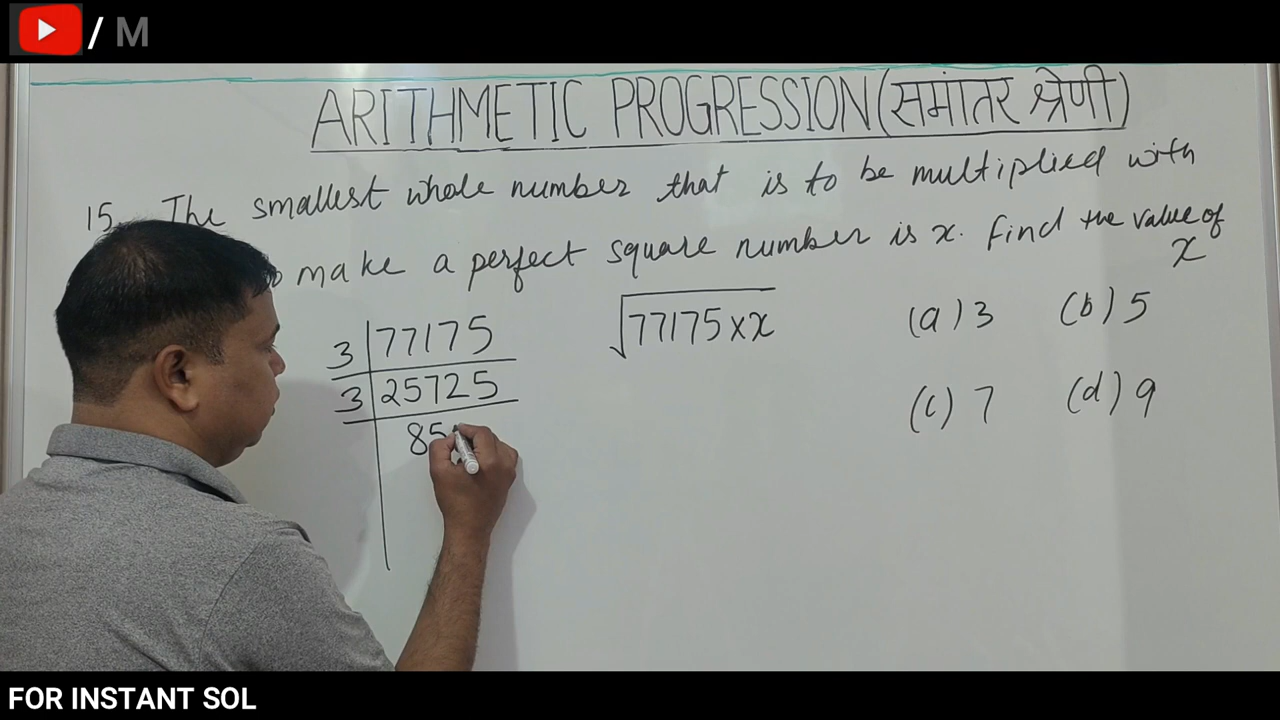 / M
ARITHMETIC PROGRESSION (समांतर श्रेणी)
15. The smallest whole number that is to be multiplied with
make a perfect square number is x. Find the value of
x
3 77175
3 25725
85
√77175 x x
(a) 3 (b) 5
(c) 7 (d) 9
FOR INSTANT SOL